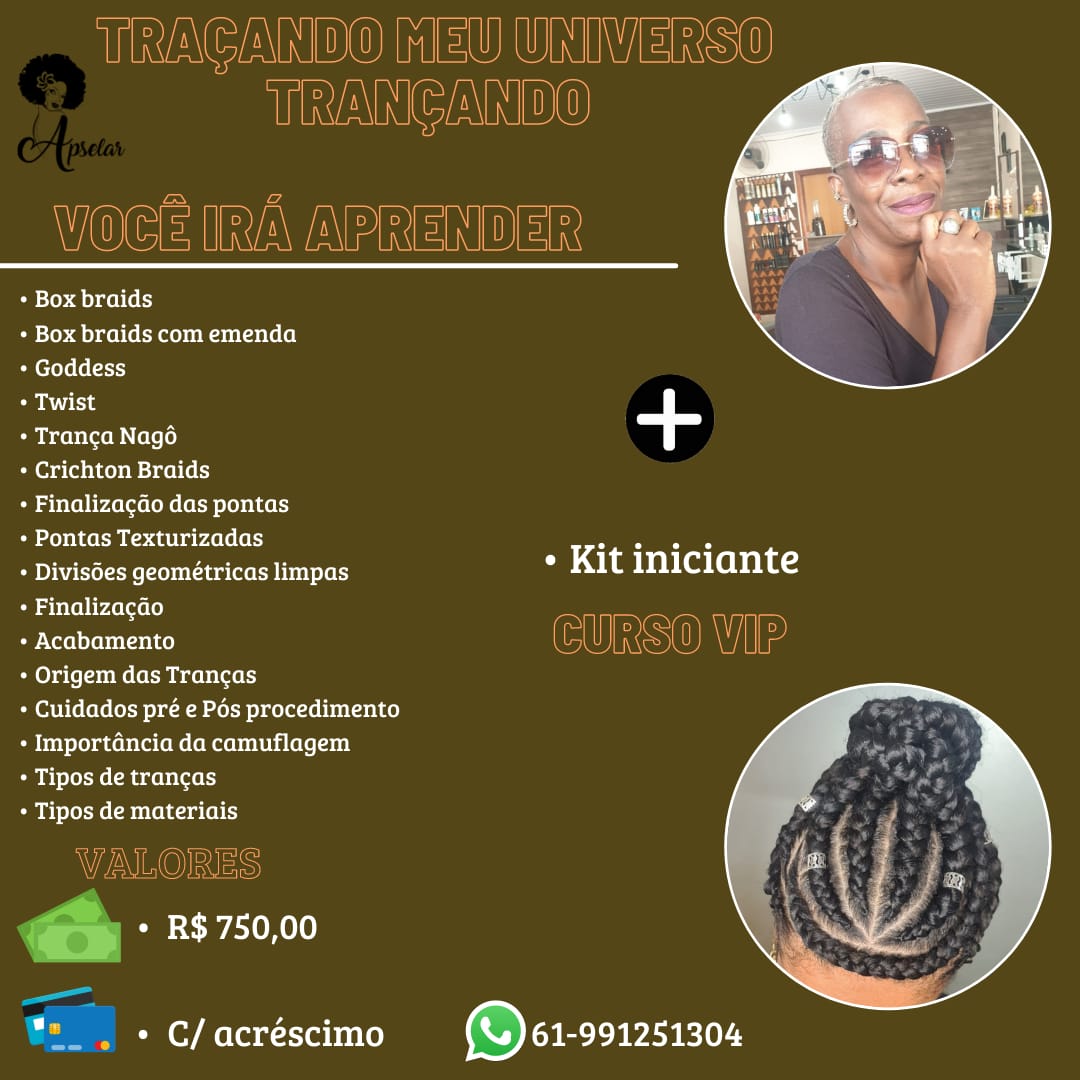 TRAÇANDO MEU UNIVERSO
TRANÇANDO
Apselar
VOCÊ IRÁ APRENDER
• Box braids
• Box braids com emenda
• Goddess
• Twist
• Trança Nagô
• Crichton Braids
• Finalização das pontas
• Pontas Texturizadas
• Divisões geométricas limpas
• Finalização
• Acabamento
• Origem das Tranças
• Cuidados pré e Pós procedimento
• Importância da camuflagem
• Tipos de tranças
• Tipos de materiais
• Kit iniciante
CURSO VIP
VALORES
• R$ 750,00
• C/ acréscimo
61-991251304